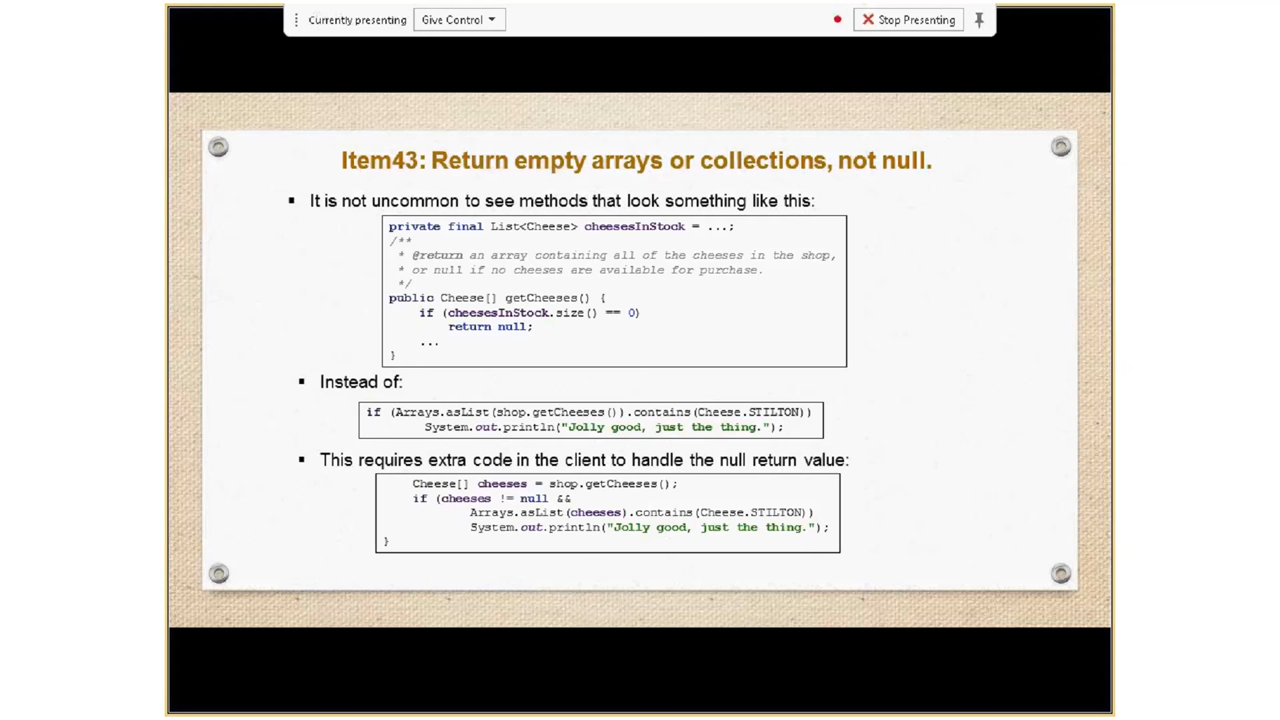 Currently presenting Give Control Stop Presenting
Item43: Return empty arrays or collections, not null.
▪ It is not uncommon to see methods that look something like this:
private final List<Cheese> cheesesInStock = ...;
/**
* @return an array containing all of the cheeses in the shop,
* or null if no cheeses are available for purchase.
*/
public Cheese[] getCheeses() {
if (cheesesInStock.size() == 0)
return null;
...
}
▪ Instead of:
if (Arrays.asList(shop.getCheeses()).contains(Cheese.STILTON))
System.out.println("Jolly good, just the thing.");
▪ This requires extra code in the client to handle the null return value:
Cheese[] cheeses = shop.getCheeses();
if (cheeses != null &&
Arrays.asList(cheeses).contains(Cheese.STILTON))
System.out.println("Jolly good, just the thing.");
}